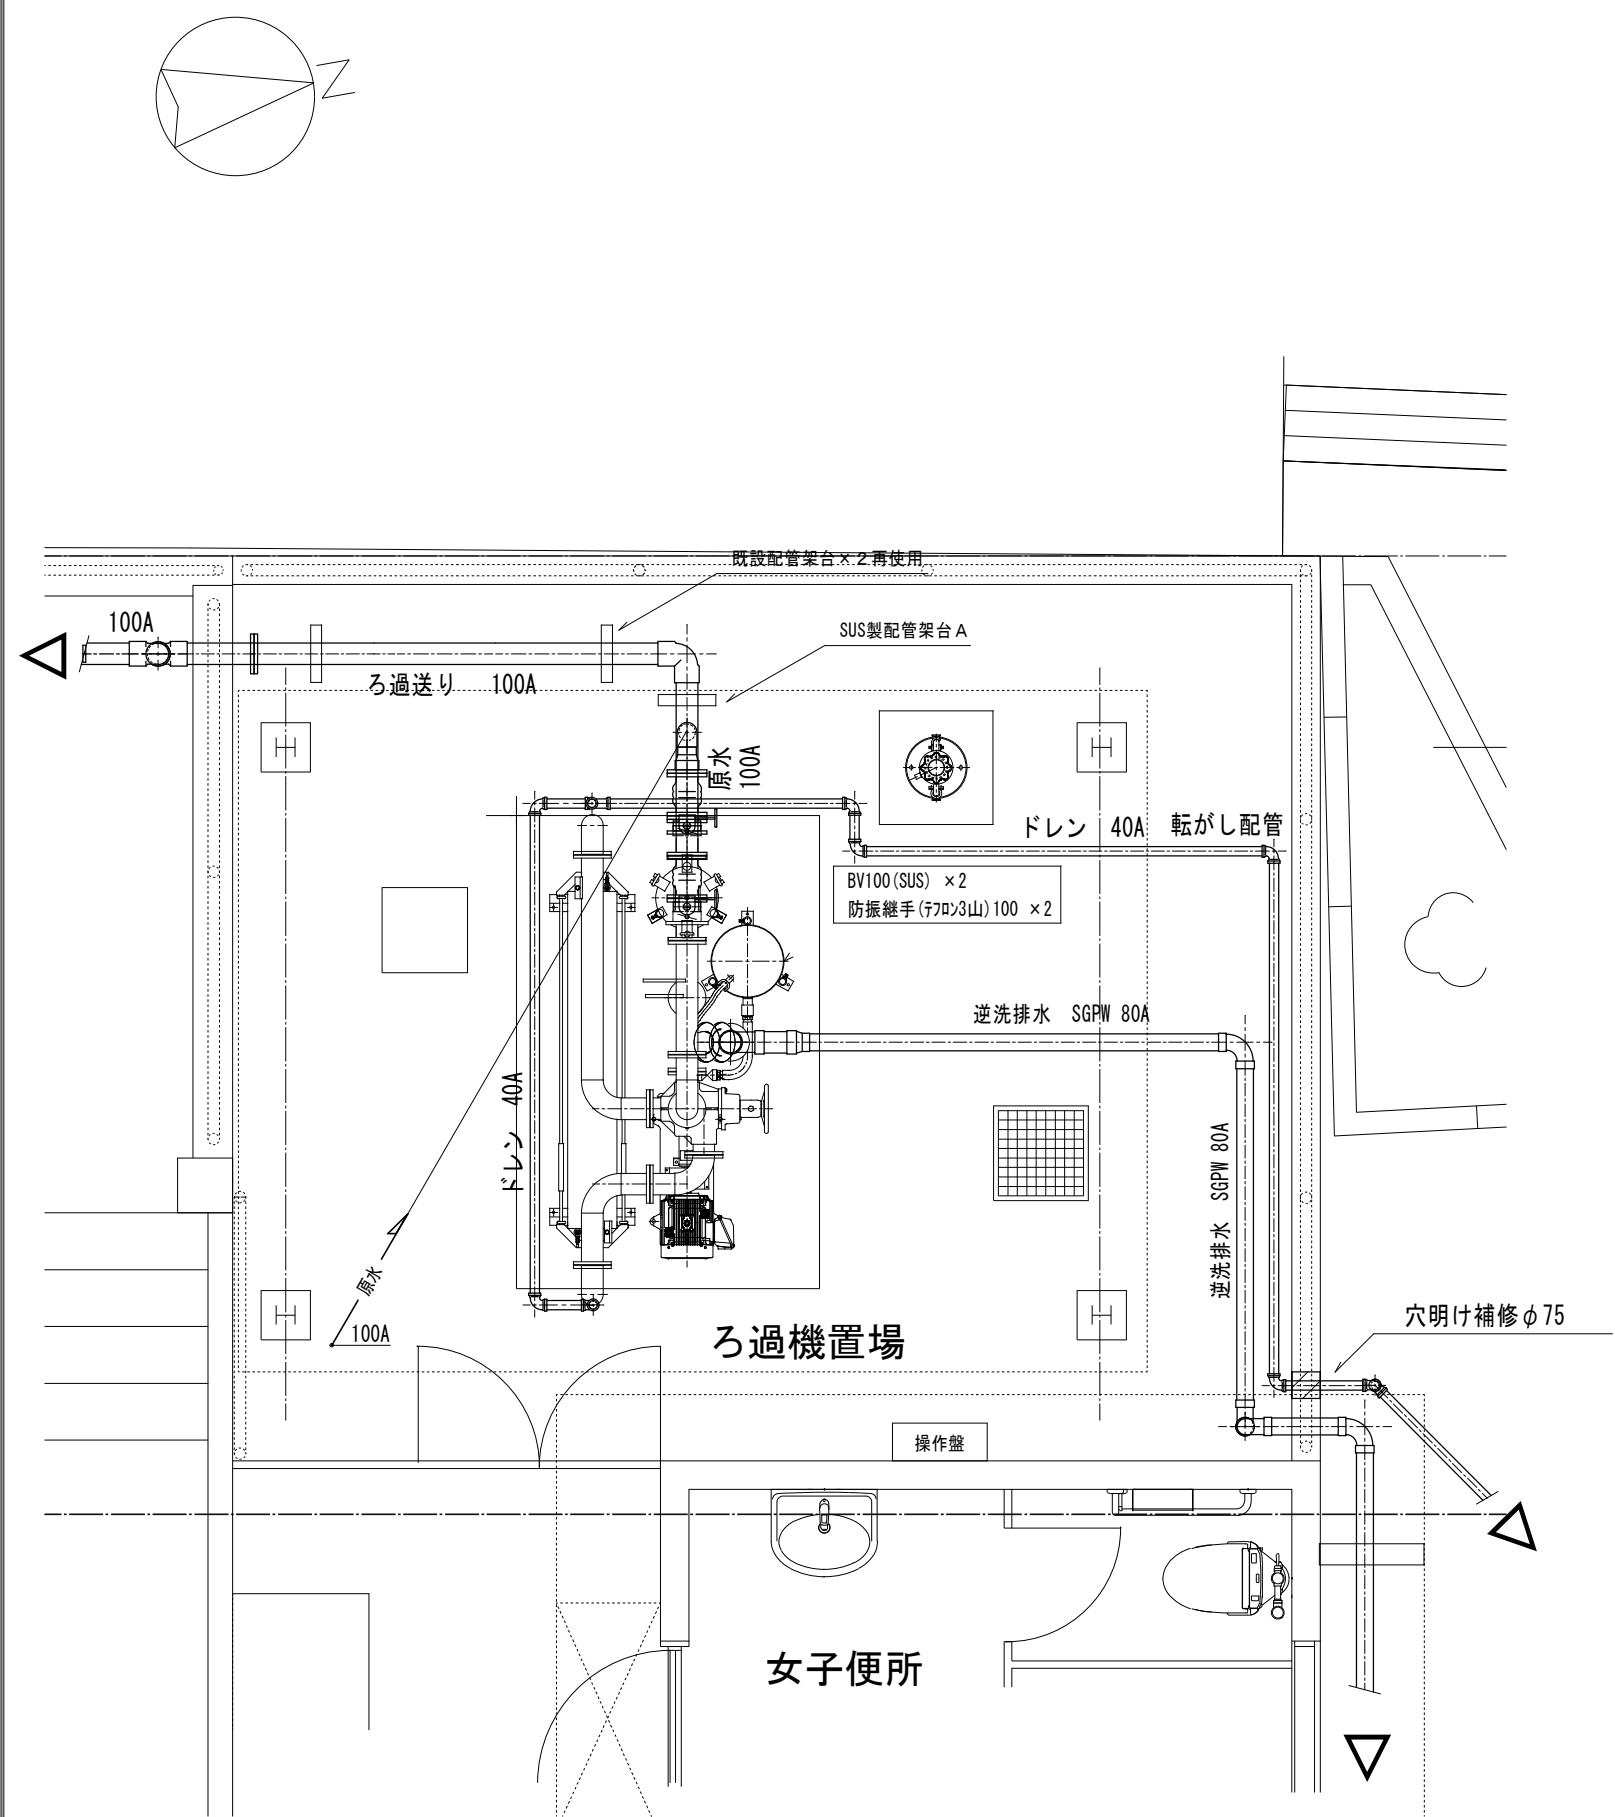 N
既設配管架台×2再使用
100A
SUS製配管架台A
ろ過送り 100A
原水
100A
H
H
ドレン 40A 転がし配管
BV100(SUS) ×2
防振継手(テフロン3山)100 ×2
逆洗排水 SGPW 80A
ドレン 40A
逆洗排水 SGPW 80A
原水
100A
H
H
ろ過機置場
穴明け補修φ75
操作盤
女子便所